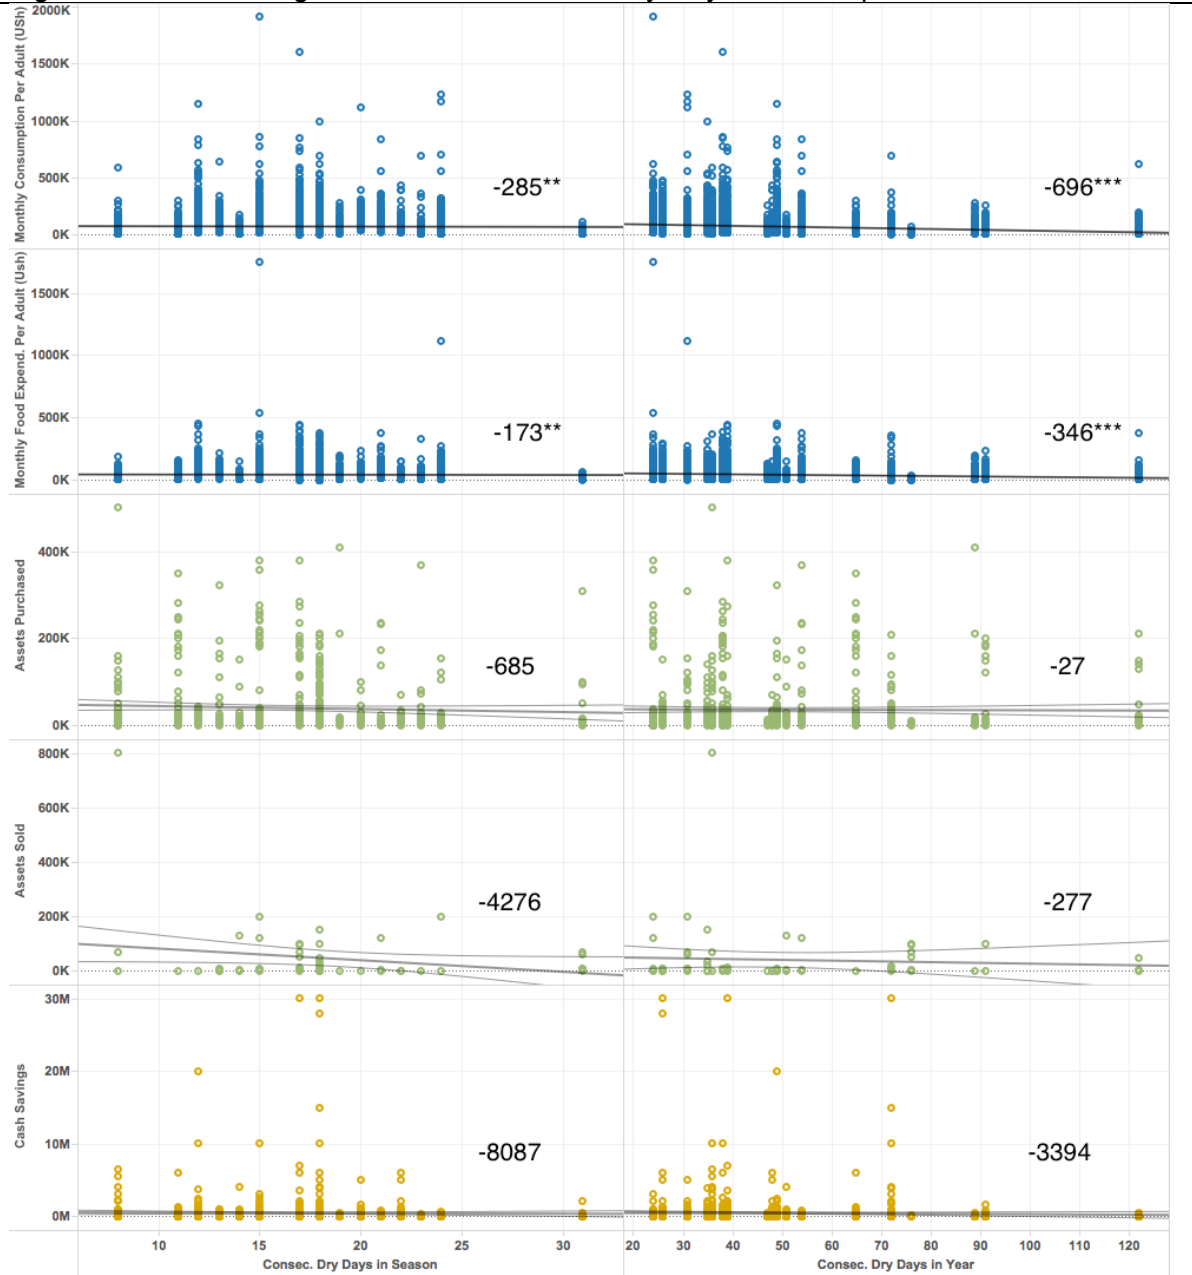 Monthly Consumption Per Adult (USh)
2000K
1500K
1000K
500K
0K
-285**
-696***
Monthly Food Expend. Per Adult (Ush)
1500K
1000K
500K
0K
-173**
-346***
Assets Purchased
400K
200K
0K
-685
-27
Assets Sold
800K
600K
400K
200K
0K
-4276
-277
Cash Savings
30M
20M
10M
0M
-8087
-3394
10 15 20 25 30 20 30 40 50 60 70 80 90 100 110 120
Consec. Dry Days in Season Consec. Dry Days in Year